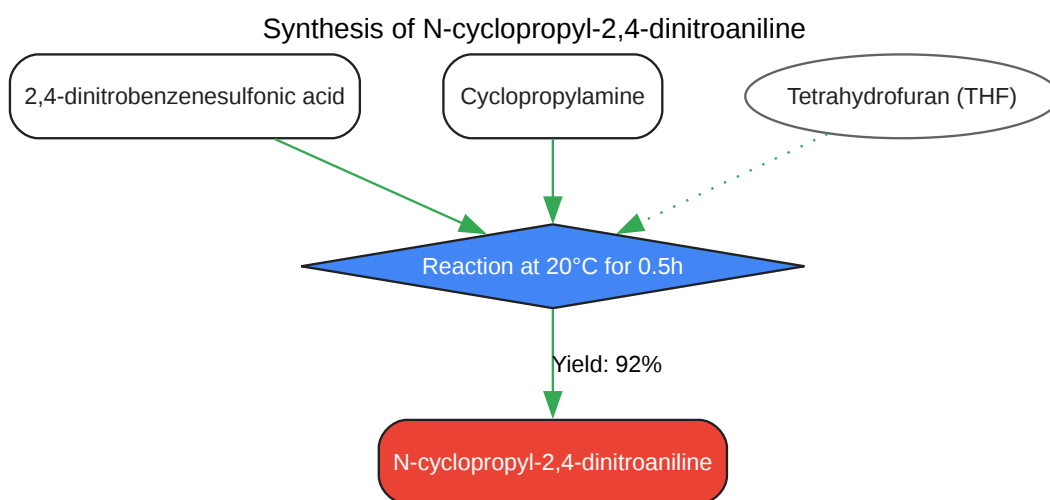 Synthesis of N-cyclopropyl-2,4-dinitroaniline
2,4-dinitrobenzenesulfonic acid
Cyclopropylamine
Tetrahydrofuran (THF)
Reaction at 20°C for 0.5h
Yield: 92%
N-cyclopropyl-2,4-dinitroaniline